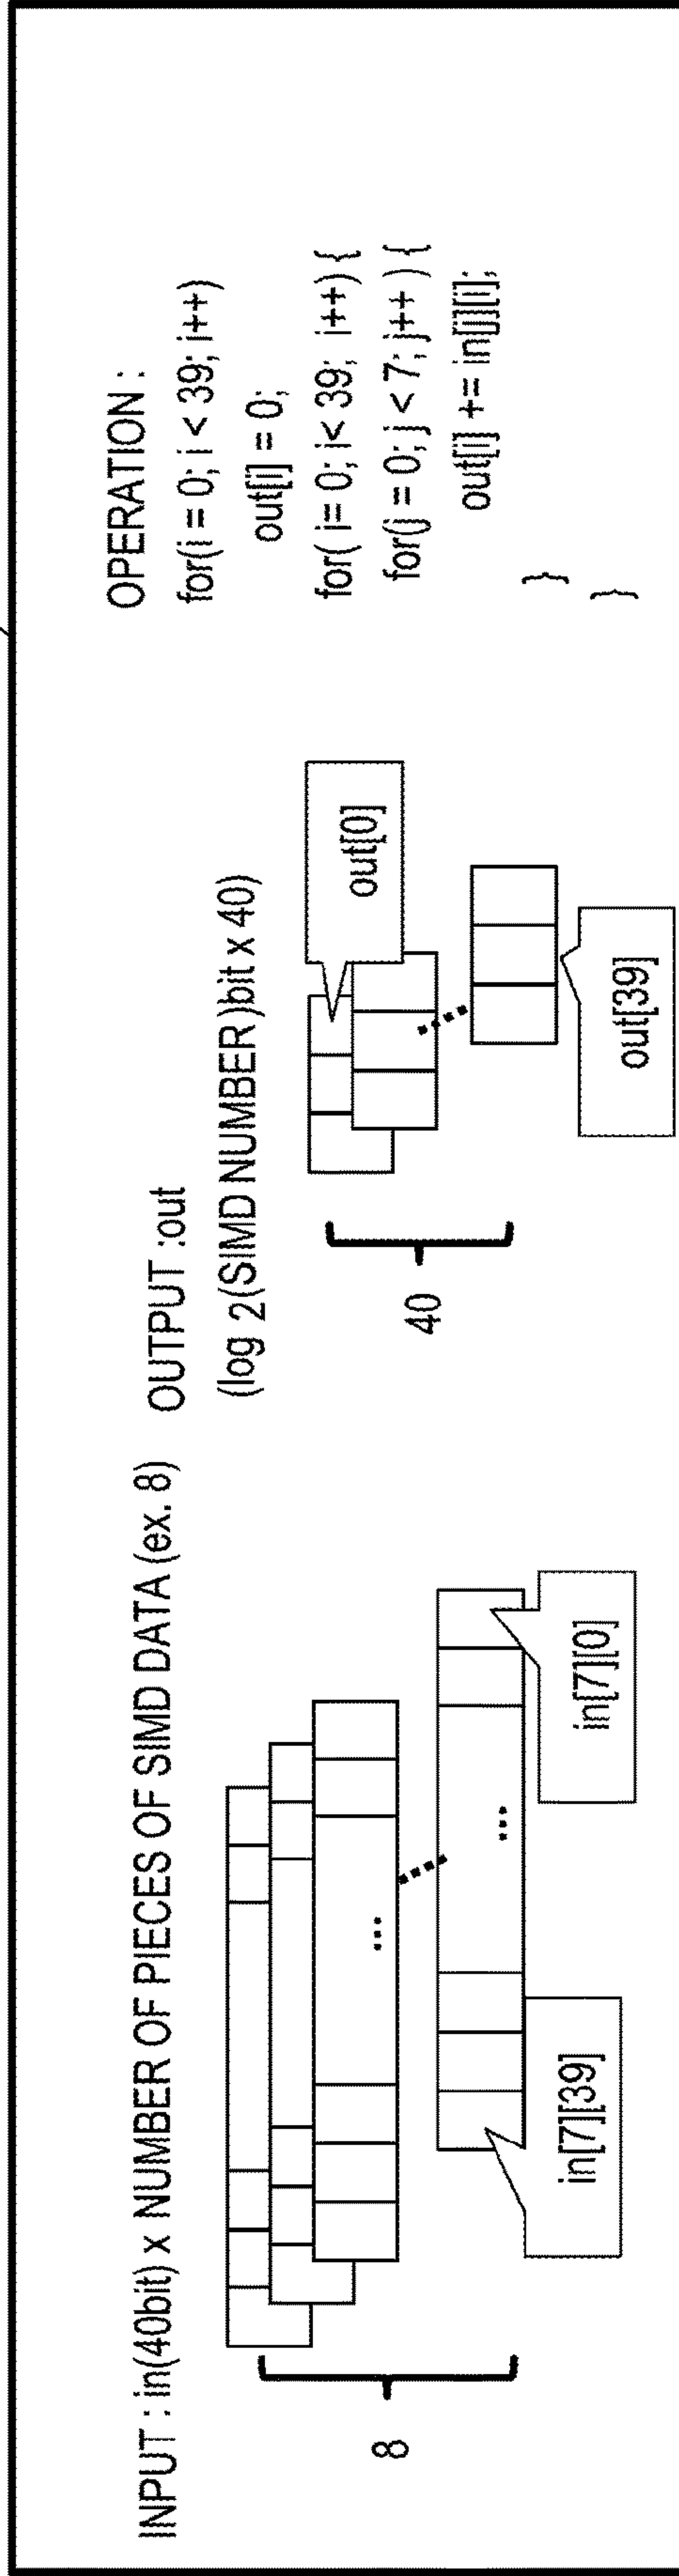 INPUT : in(40bit) x NUMBER OF PIECES OF SIMD DATA (ex. 8)
8
...
...
in[7][39]
in[7][0]
OUTPUT :out
(log 2(SIMD NUMBER)bit x 40)
40
out[0]
out[39]
OPERATION :
for(i = 0; i < 39; i++)
out[i] = 0;
for( i= 0; i< 39; i++) {
for(j = 0; j < 7; j++ ) {
out[i] += in[j][i];
}
}